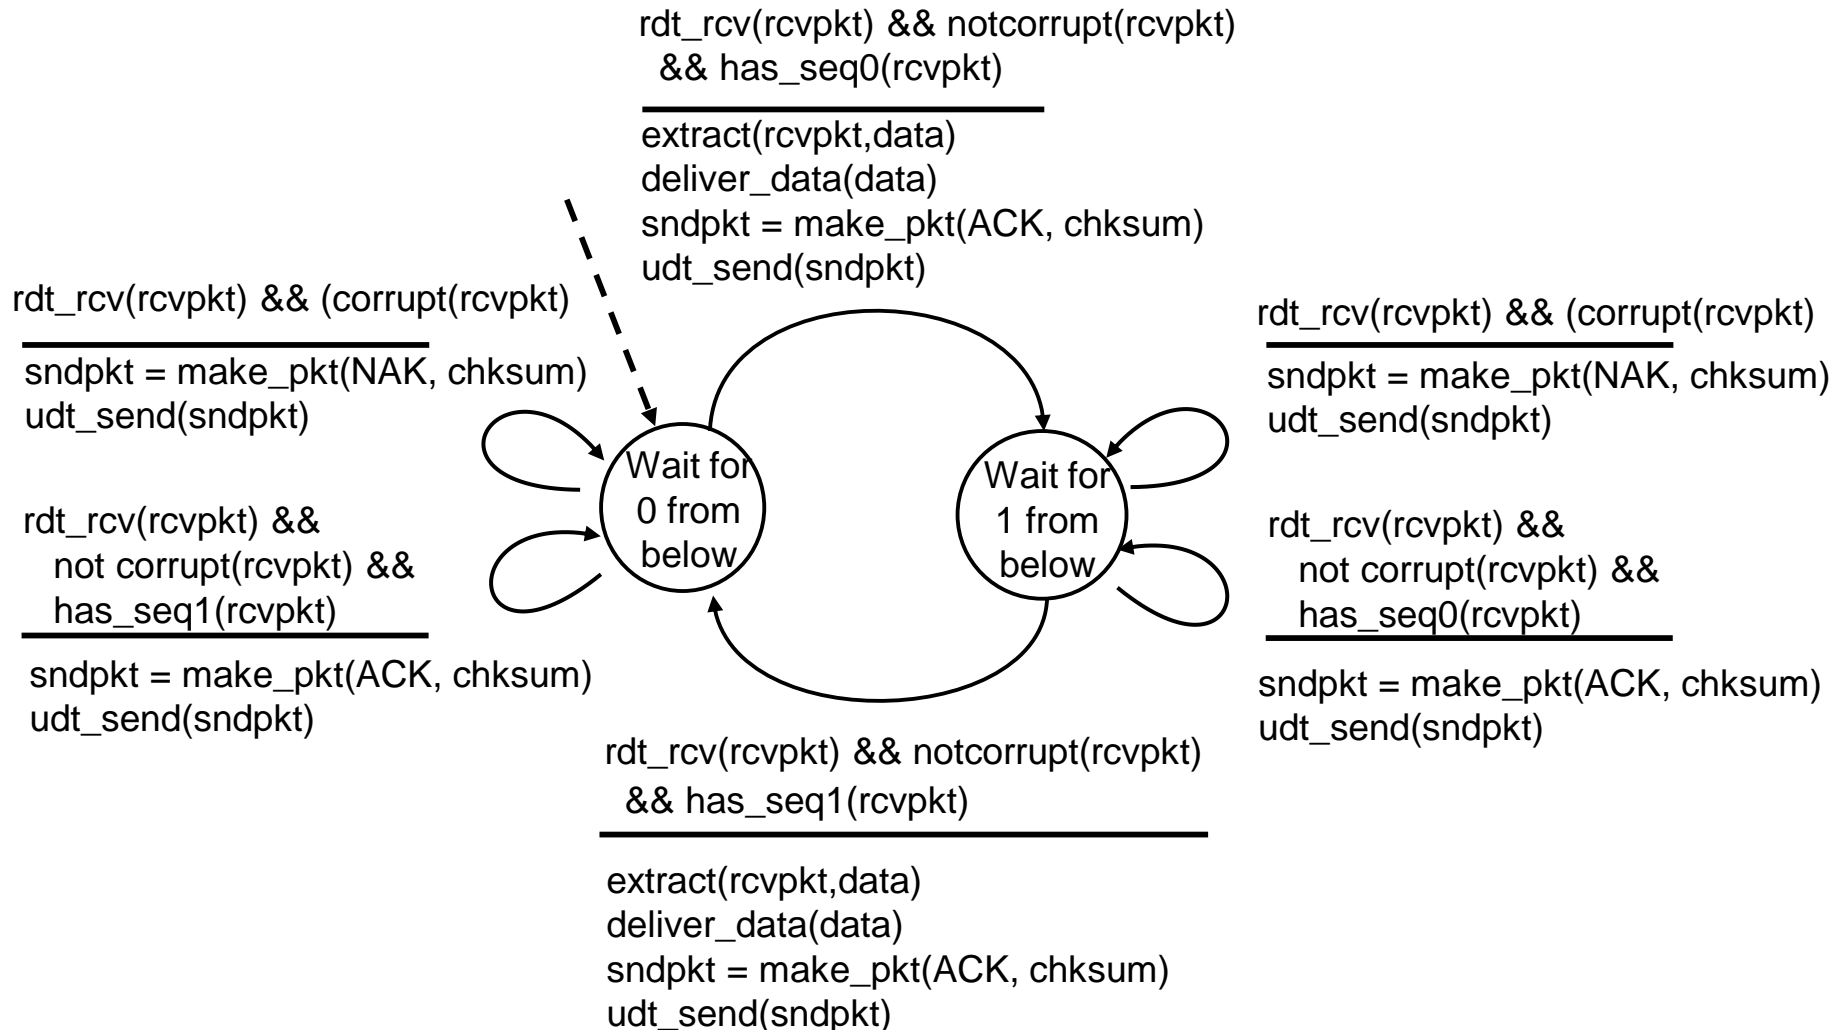 rdt_rcv(rcvpkt) && notcorrupt(rcvpkt)
&& has_seq0(rcvpkt)
extract(rcvpkt,data)
deliver_data(data)
sndpkt = make_pkt(ACK, chksum)
udt_send(sndpkt)
rdt_rcv(rcvpkt) && (corrupt(rcvpkt)
sndpkt = make_pkt(NAK, chksum)
udt_send(sndpkt)
rdt_rcv(rcvpkt) &&
not corrupt(rcvpkt) &&
has_seq1(rcvpkt)
sndpkt = make_pkt(ACK, chksum)
udt_send(sndpkt)
Wait for
0 from
below
Wait for
1 from
below
rdt_rcv(rcvpkt) && (corrupt(rcvpkt)
sndpkt = make_pkt(NAK, chksum)
udt_send(sndpkt)
rdt_rcv(rcvpkt) &&
not corrupt(rcvpkt) &&
has_seq0(rcvpkt)
sndpkt = make_pkt(ACK, chksum)
udt_send(sndpkt)
rdt_rcv(rcvpkt) && notcorrupt(rcvpkt)
&& has_seq1(rcvpkt)
extract(rcvpkt,data)
deliver_data(data)
sndpkt = make_pkt(ACK, chksum)
udt_send(sndpkt)